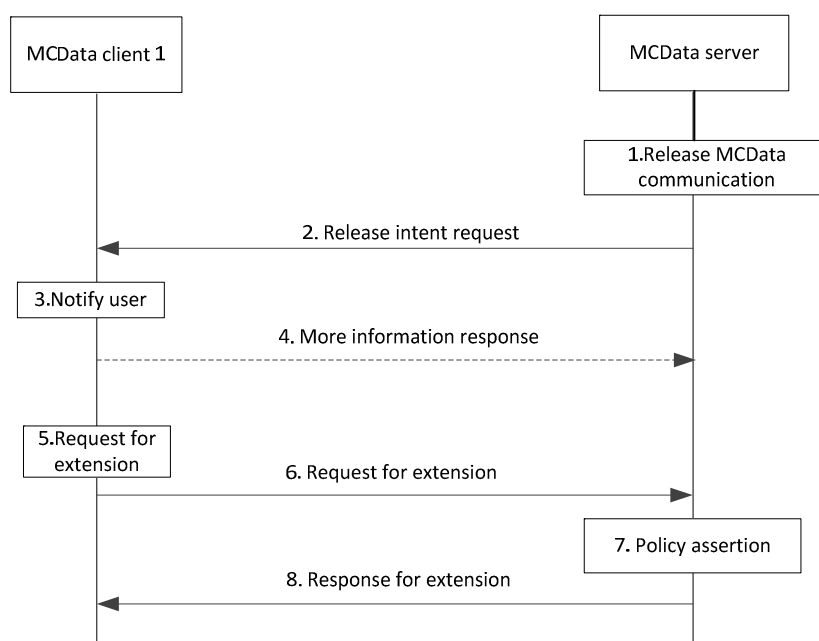 MCData client 1
MCData server
1.Release MCData
communication
2. Release intent request
3.Notify user
4. More information response
5.Request for
extension
6. Request for extension
7. Policy assertion
8. Response for extension